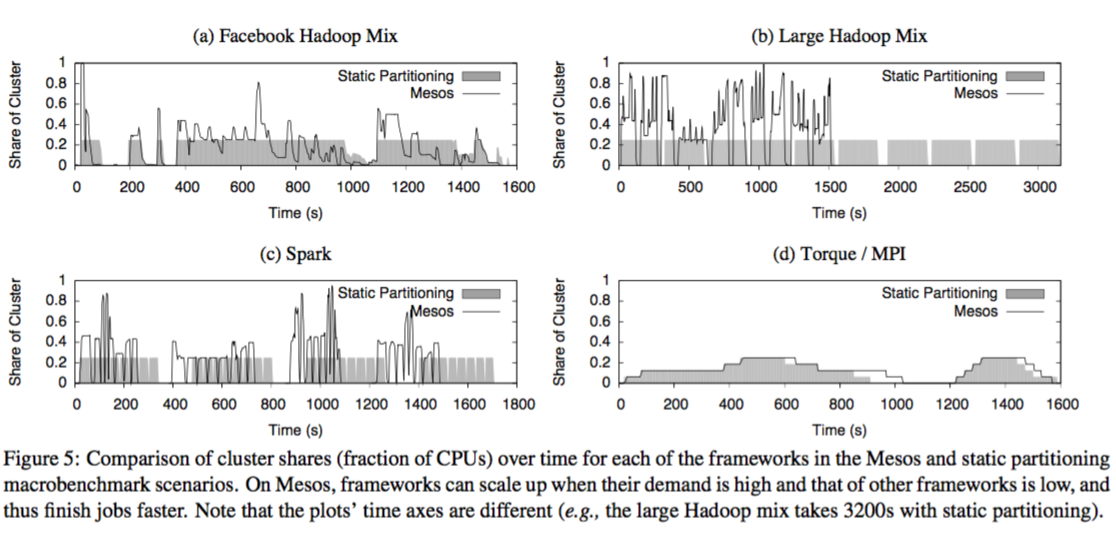 (a) Facebook Hadoop Mix
1
0.8
0.6
0.4
0.2
0
Share of Cluster
Static Partitioning
Mesos
0 200 400 600 800 1000 1200 1400 1600
Time (s)
(b) Large Hadoop Mix
1
0.8
0.6
0.4
0.2
0
Share of Cluster
Static Partitioning
Mesos
0 500 1000 1500 2000 2500 3000
Time (s)
(c) Spark
1
0.8
0.6
0.4
0.2
0
Share of Cluster
Static Partitioning
Mesos
0 200 400 600 800 1000 1200 1400 1600 1800
Time (s)
(d) Torque / MPI
1
0.8
0.6
0.4
0.2
0
Share of Cluster
Static Partitioning
Mesos
0 200 400 600 800 1000 1200 1400 1600
Time (s)
Figure 5: Comparison of cluster shares (fraction of CPUs) over time for each of the frameworks in the Mesos and static partitioning
macrobenchmark scenarios. On Mesos, frameworks can scale up when their demand is high and that of other frameworks is low, and
thus finish jobs faster. Note that the plots' time axes are different (e.g., the large Hadoop mix takes 3200s with static partitioning).